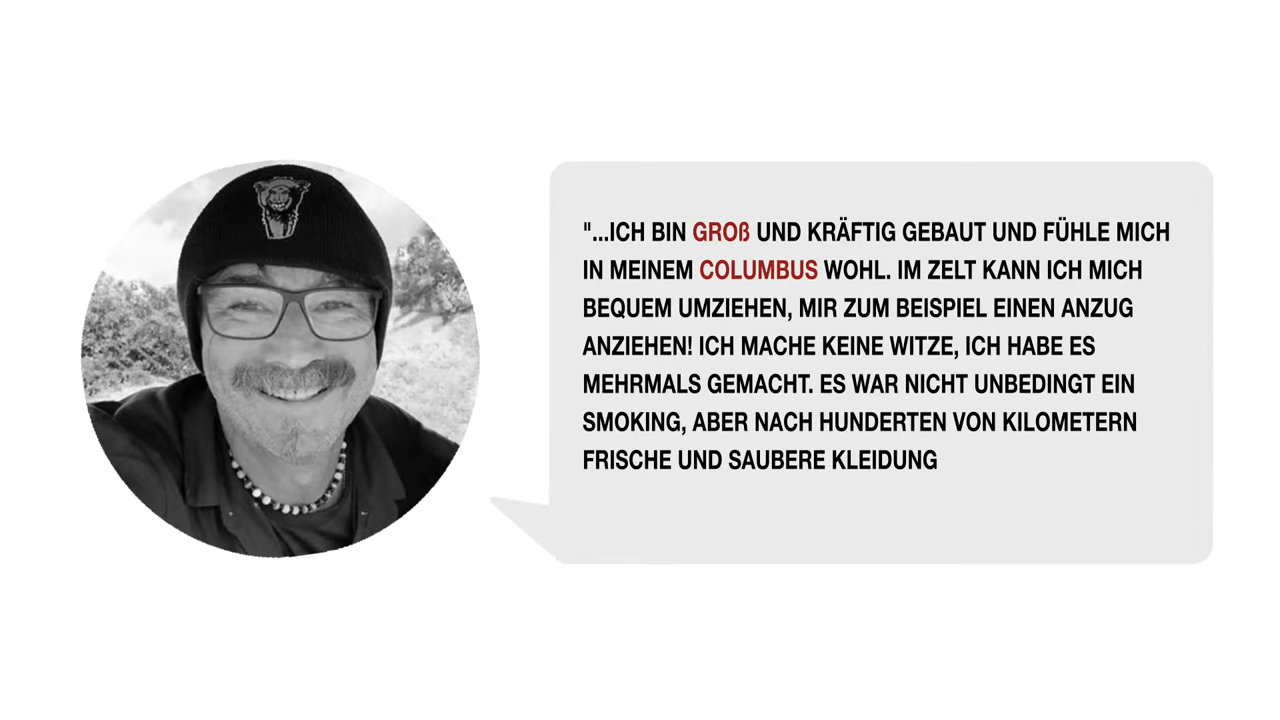 "...ICH BIN GROß UND KRÄFTIG GEBAUT UND FÜHLE MICH
IN MEINEM COLUMBUS WOHL. IM ZELT KANN ICH MICH
BEQUEM UMZIEHEN, MIR ZUM BEISPIEL EINEN ANZUG
ANZIEHEN! ICH MACHE KEINE WITZE, ICH HABE ES
MEHRMALS GEMACHT. ES WAR NICHT UNBEDINGT EIN
SMOKING, ABER NACH HUNDERTEN VON KILOMETERN
FRISCHE UND SAUBERE KLEIDUNG